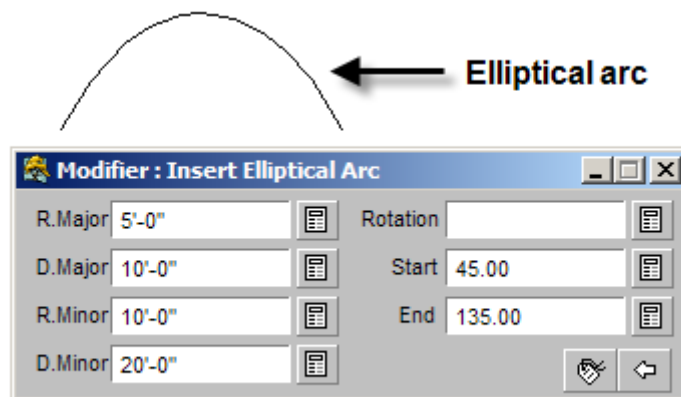 Elliptical arc
Modifier : Insert Elliptical Arc
R.Major 5'-0" Rotation
D.Major 10'-0" Start 45.00
R.Minor 10'-0" End 135.00
D.Minor 20'-0"